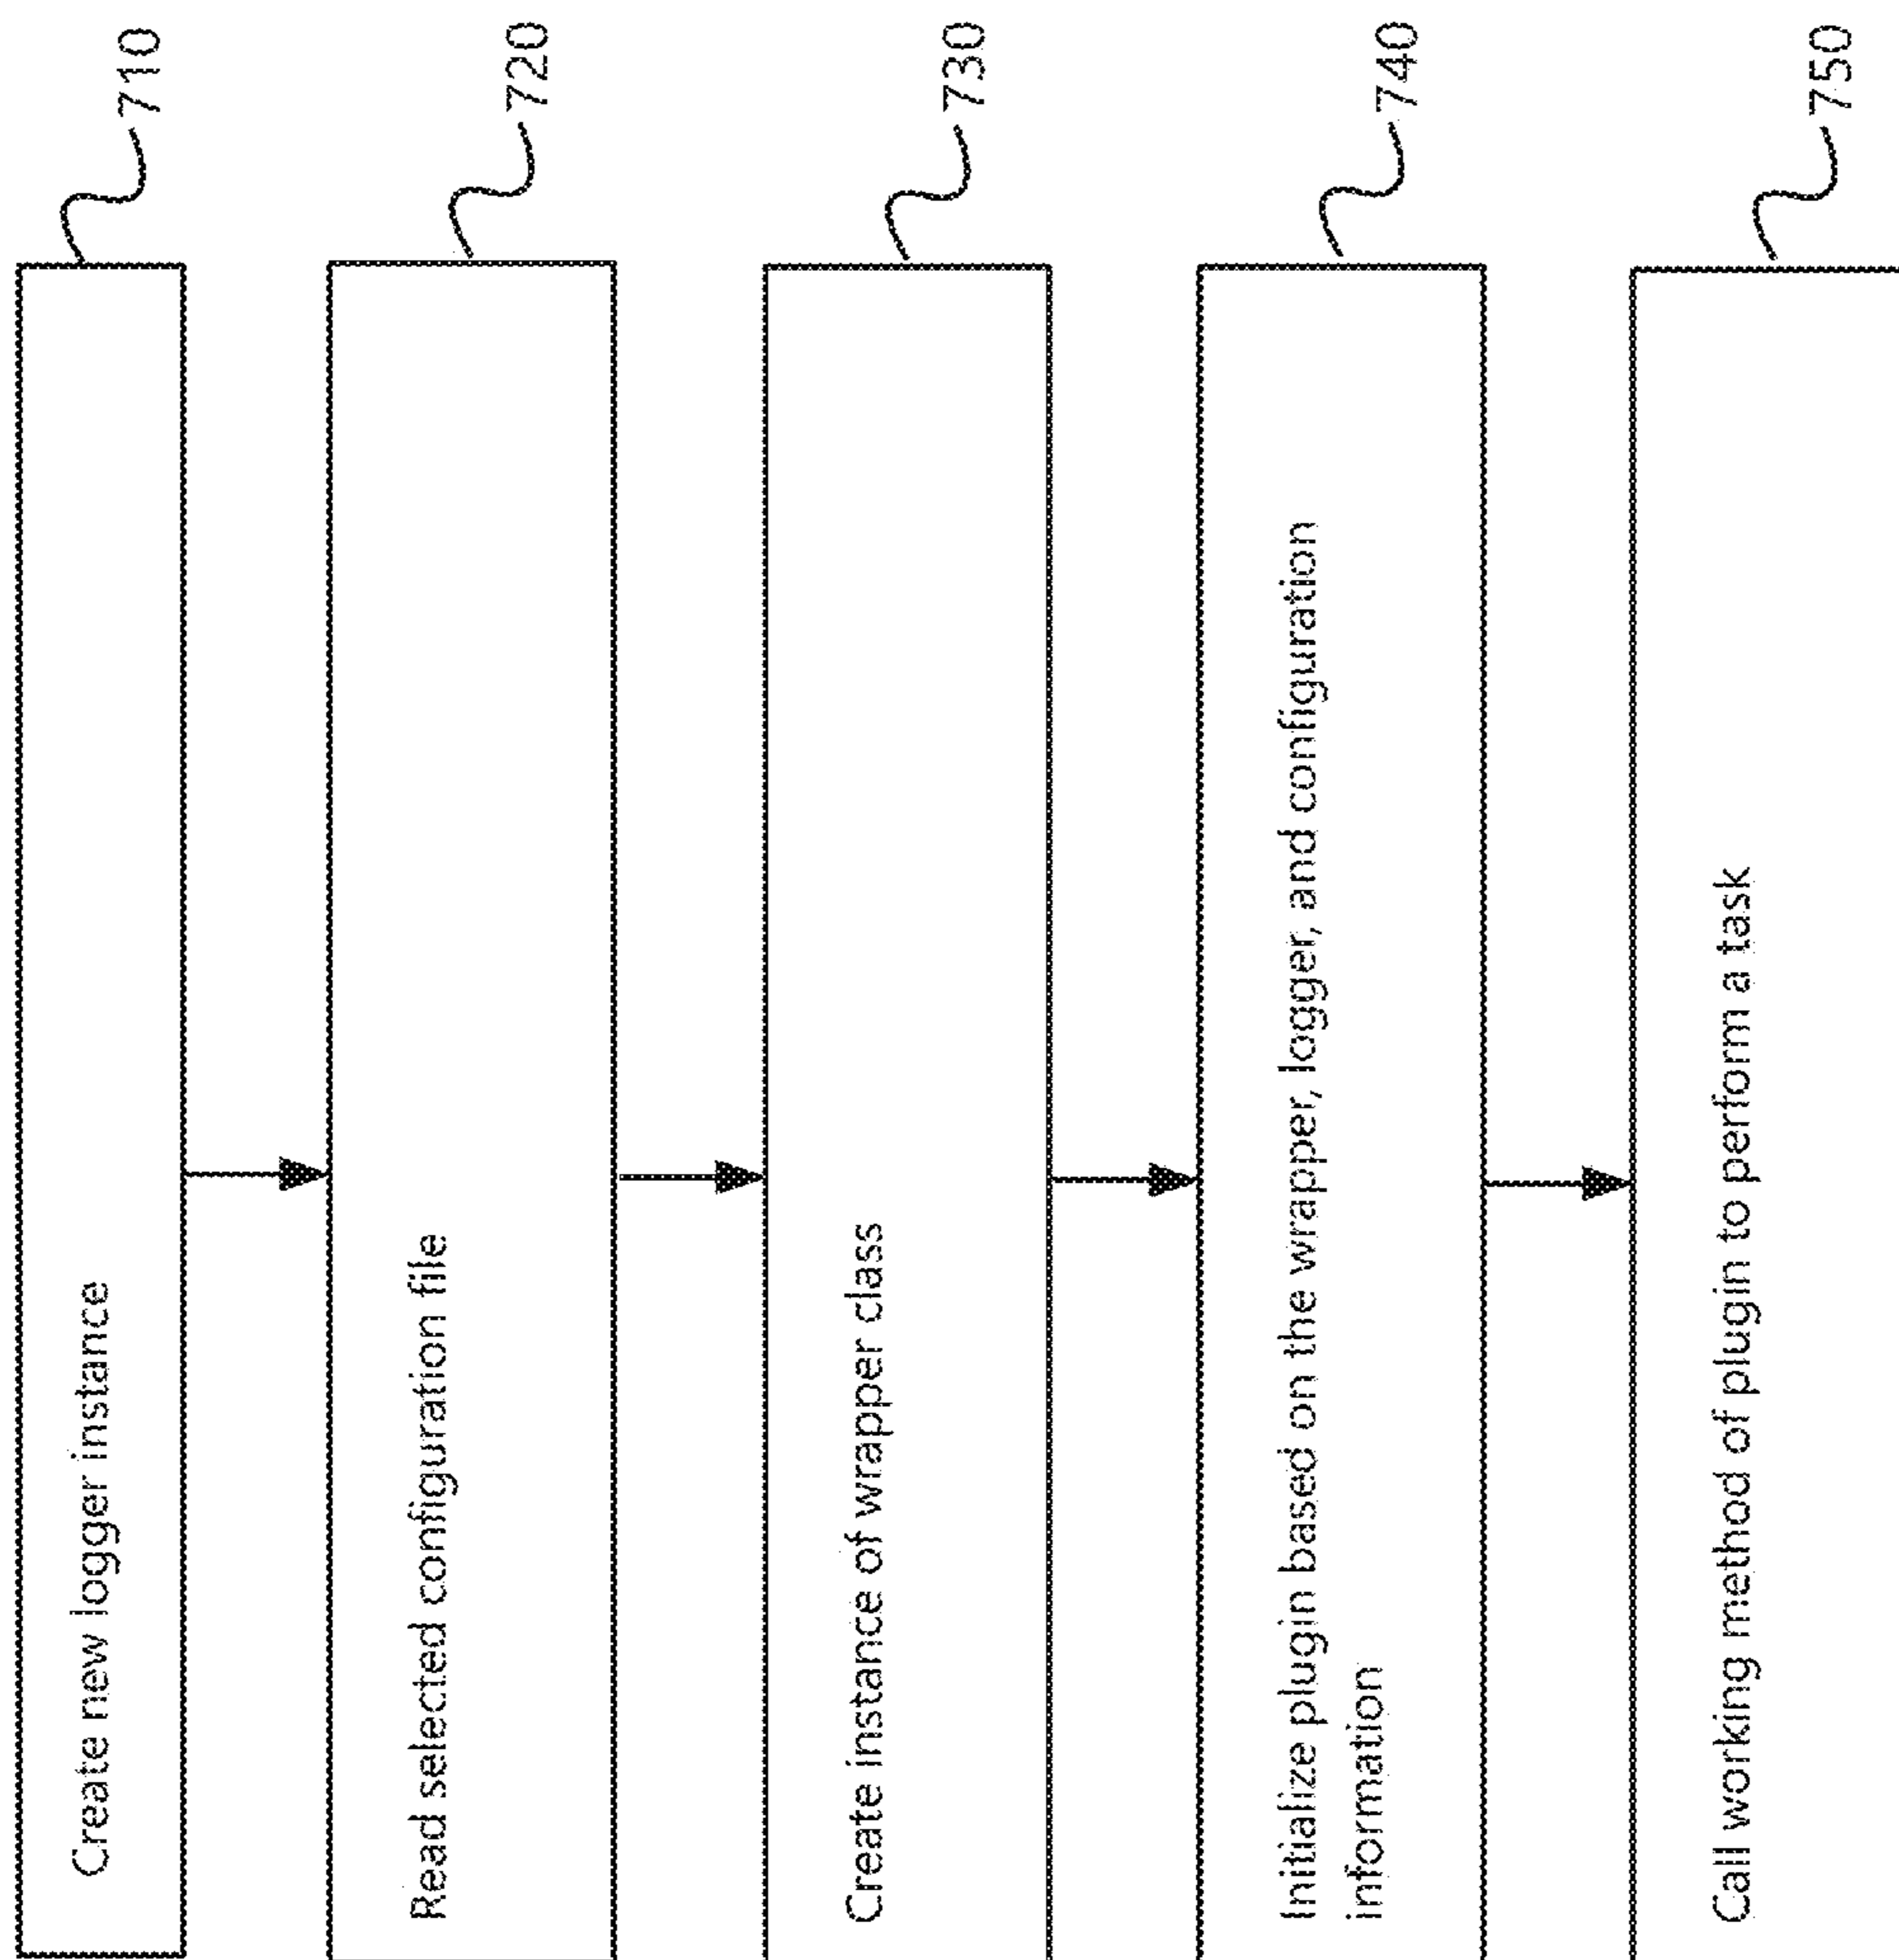 Create new logger instance
710
Read selected configuration file
720
Create instance of wrapper class
730
Initialize plugin based on the wrapper, logger, and configuration
information
740
Call working method of plugin to perform a task
750